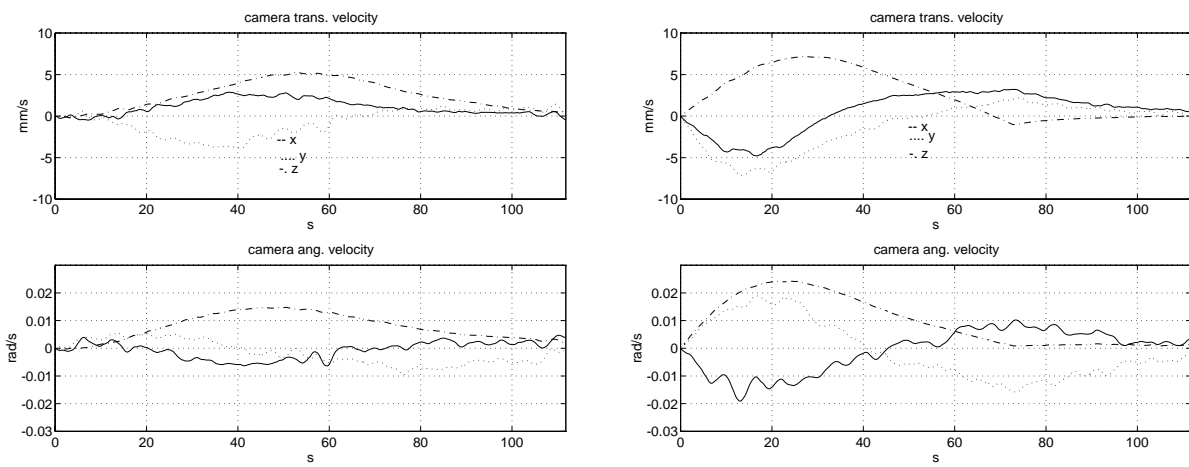 camera trans. velocity
10
5
0
-5
-10
mm/s
-- x
.... y
-. z
0 20 40 60 80 100
s
camera ang. velocity
0.02
0.01
0
-0.01
-0.02
-0.03
rad/s
0 20 40 60 80 100
s
camera trans. velocity
10
5
0
-5
-10
mm/s
-- x
.... y
-. z
0 20 40 60 80 100
s
camera ang. velocity
0.02
0.01
0
-0.01
-0.02
-0.03
rad/s
0 20 40 60 80 100
s